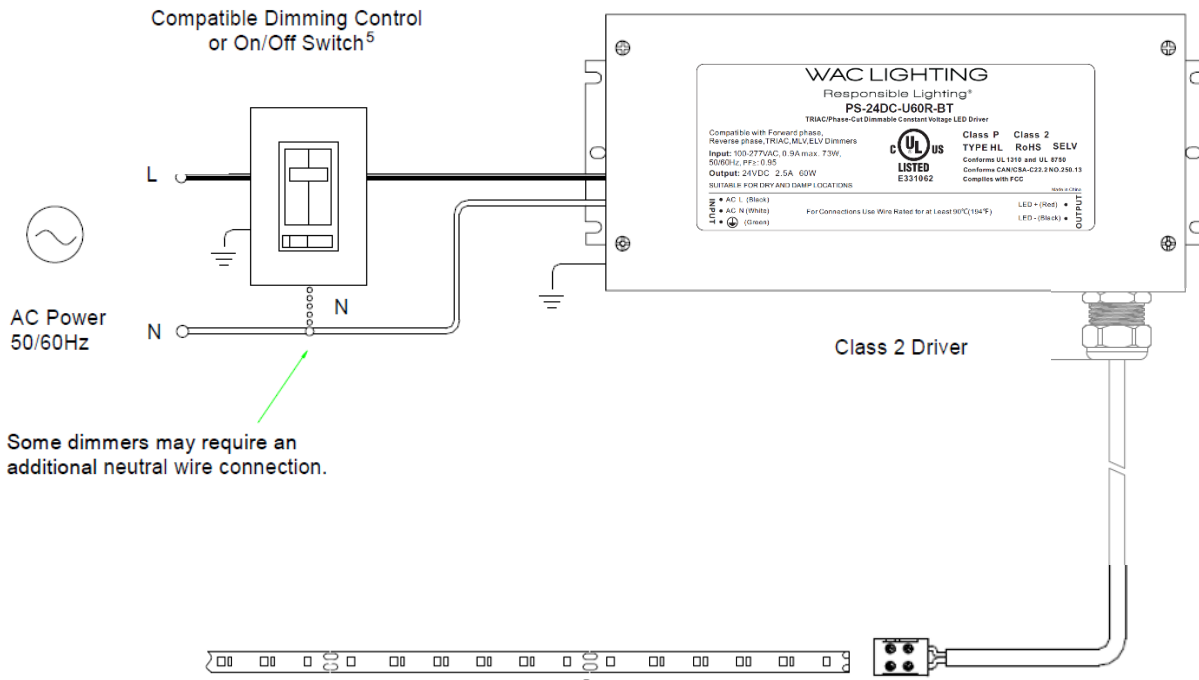 Compatible Dimming Control
or On/Off Switch5
WAC LIGHTING
Responsible Lighting®
PS-24DC-U60R-BT
TRIAC/Phase-Cut Dimmable Constant Voltage LED Driver
Compatible with Forward phase,
Reverse phase,TRIAC,MLV,ELV Dimmers
Input: 100-277VAC, 0.9A max. 73W,
50/60Hz, PF≥: 0.95
Output: 24VDC 2.5A 60W
SUITABLE FOR DRY AND DAMP LOCATIONS
C UL US
LISTED
E331062
Class P Class 2
TYPE HL RoHS SELV
Conforms UL 1310 and UL 8750
Conforms CAN/CSA-C22.2 NO.250.13
Complies with FCC
Made in China
INPUT
• AC L (Black)
• AC N (White)
• (Green)
For Connections Use Wire Rated for at Least 90℃(194℉)
LED + (Red) •
LED - (Black) •
OUTPUT
L
N
AC Power
50/60Hz
N
Class 2 Driver
Some dimmers may require an
additional neutral wire connection.